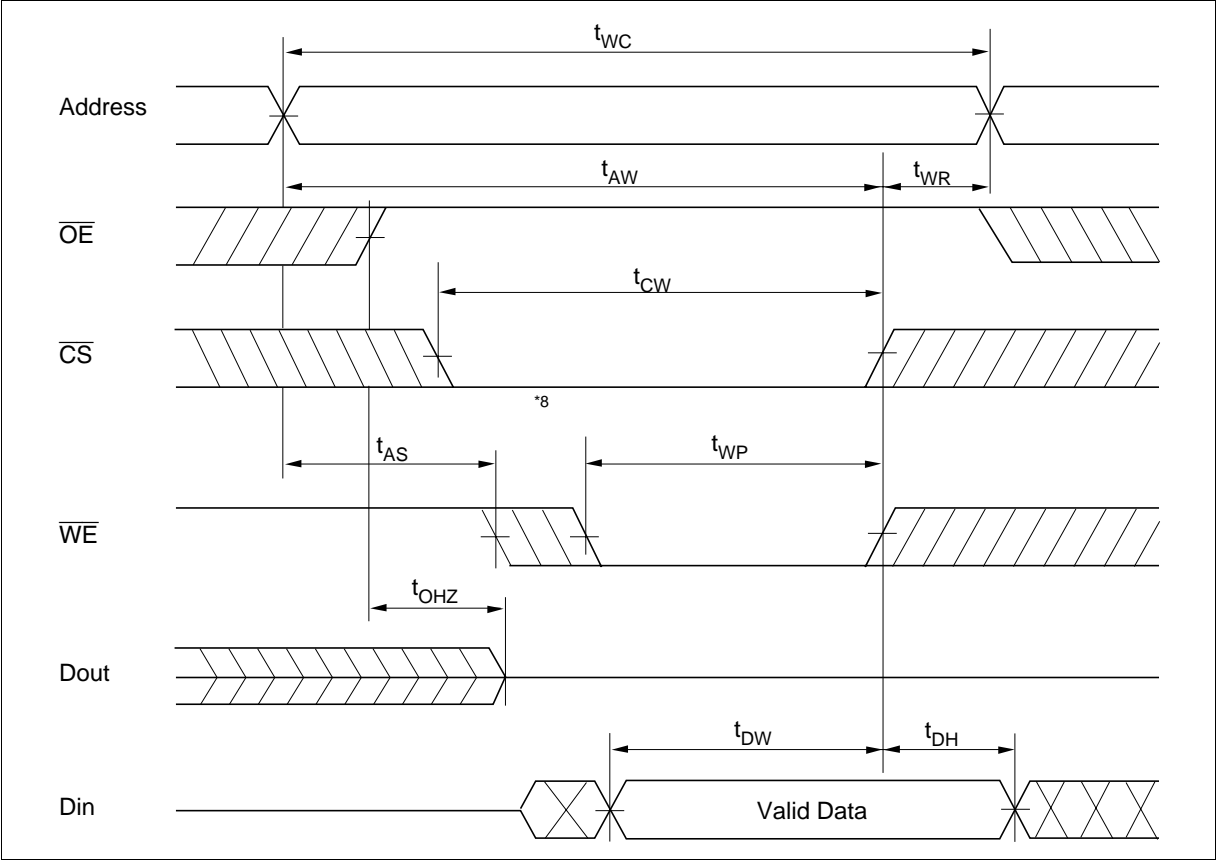 tWC
Address
tAW
tWR
OE
tCW
CS
*8
tAS
tWP
WE
tOHZ
Dout
tDW
tDH
Din
Valid Data